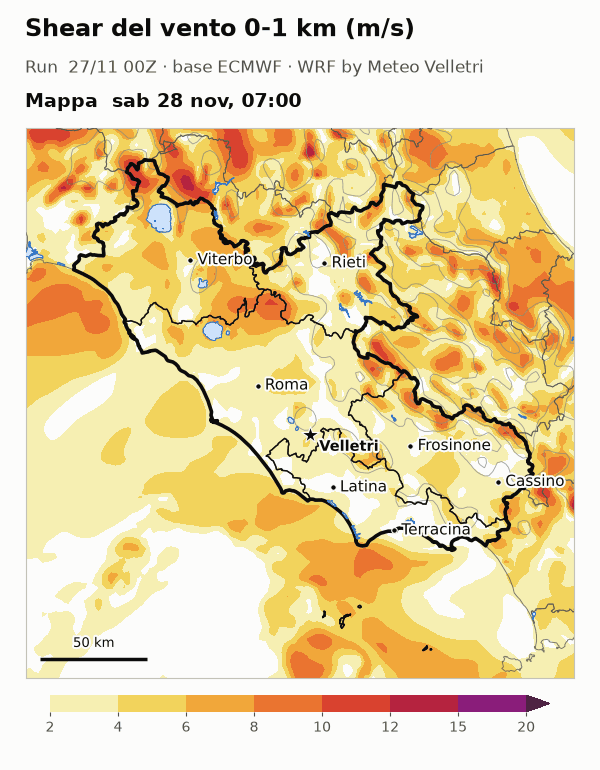 Shear del vento 0-1 km (m/s)
Run  27/11 00Z · base ECMWF · WRF by Meteo Velletri
Mappa  sab 28 nov, 07:00
Viterbo
Rieti
Roma
Velletri
Frosinone
Cassino
Latina
Terracina
50 km
2 4 6 8 10 12 15 20